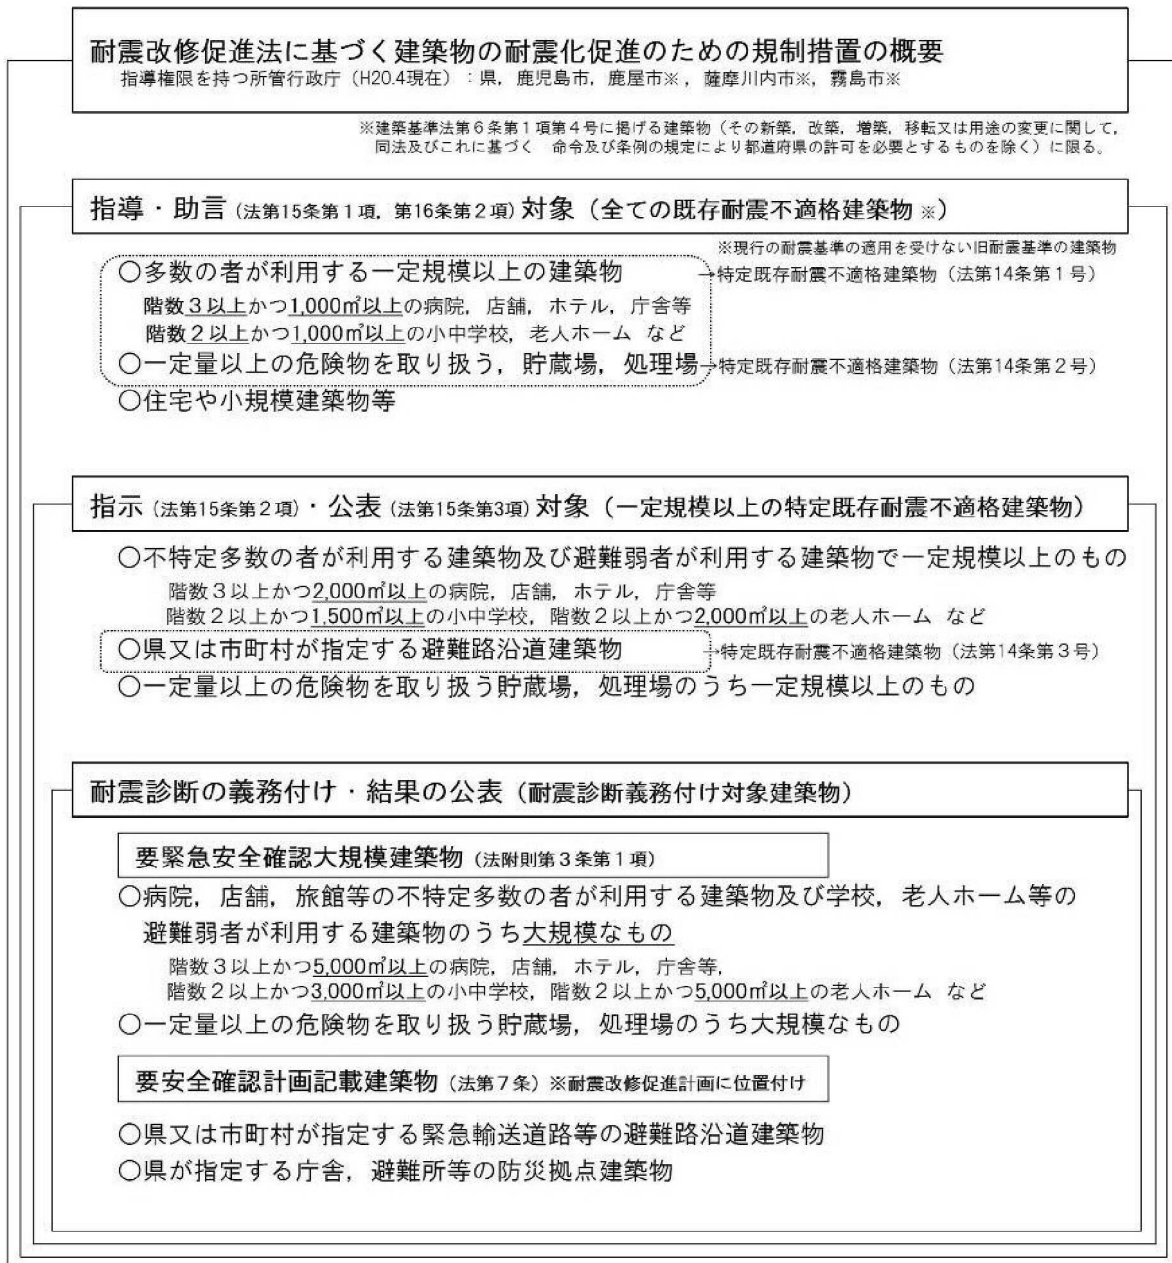 耐震改修促進法に基づく建築物の耐震化促進のための規制措置の概要
指導権限を持つ所管行政庁（H20.4現在）：県，鹿児島市，鹿屋市※，薩摩川内市※，霧島市※
※建築基準法第６条第１項第４号に掲げる建築物（その新築，改築，増築，移転又は用途の変更に関して，
同法及びこれに基づく　命令及び条例の規定により都道府県の許可を必要とするものを除く）に限る。
指導・助言（法第15条第１項，第16条第２項）対象（全ての既存耐震不適格建築物※）
※現行の耐震基準の適用を受けない旧耐震基準の建築物
○多数の者が利用する一定規模以上の建築物→特定既存耐震不適格建築物（法第14条第１号）
階数３以上かつ1,000㎡以上の病院，店舗，ホテル，庁舎等
階数２以上かつ1,000㎡以上の小中学校，老人ホーム　など
○一定量以上の危険物を取り扱う，貯蔵場，処理場→特定既存耐震不適格建築物（法第14条第２号）
○住宅や小規模建築物等
指示（法第15条第２項）・公表（法第15条第3項）対象（一定規模以上の特定既存耐震不適格建築物）
○不特定多数の者が利用する建築物及び避難弱者が利用する建築物で一定規模以上のもの
階数３以上かつ2,000㎡以上の病院，店舗，ホテル，庁舎等
階数２以上かつ1,500㎡以上の小中学校，階数２以上かつ2,000㎡以上の老人ホーム　など
○県又は市町村が指定する避難路沿道建築物→特定既存耐震不適格建築物（法第14条第３号）
○一定量以上の危険物を取り扱う貯蔵場，処理場のうち一定規模以上のもの
耐震診断の義務付け・結果の公表（耐震診断義務付け対象建築物）
要緊急安全確認大規模建築物（法附則第３条第１項）
○病院，店舗，旅館等の不特定多数の者が利用する建築物及び学校，老人ホーム等の
避難弱者が利用する建築物のうち大規模なもの
階数３以上かつ5,000㎡以上の病院，店舗，ホテル，庁舎等，
階数２以上かつ3,000㎡以上の小中学校，階数２以上かつ5,000㎡以上の老人ホーム　など
○一定量以上の危険物を取り扱う貯蔵場，処理場のうち大規模なもの
要安全確認計画記載建築物（法第７条）※耐震改修促進計画に位置付け
○県又は市町村が指定する緊急輸送道路等の避難路沿道建築物
○県が指定する庁舎，避難所等の防災拠点建築物